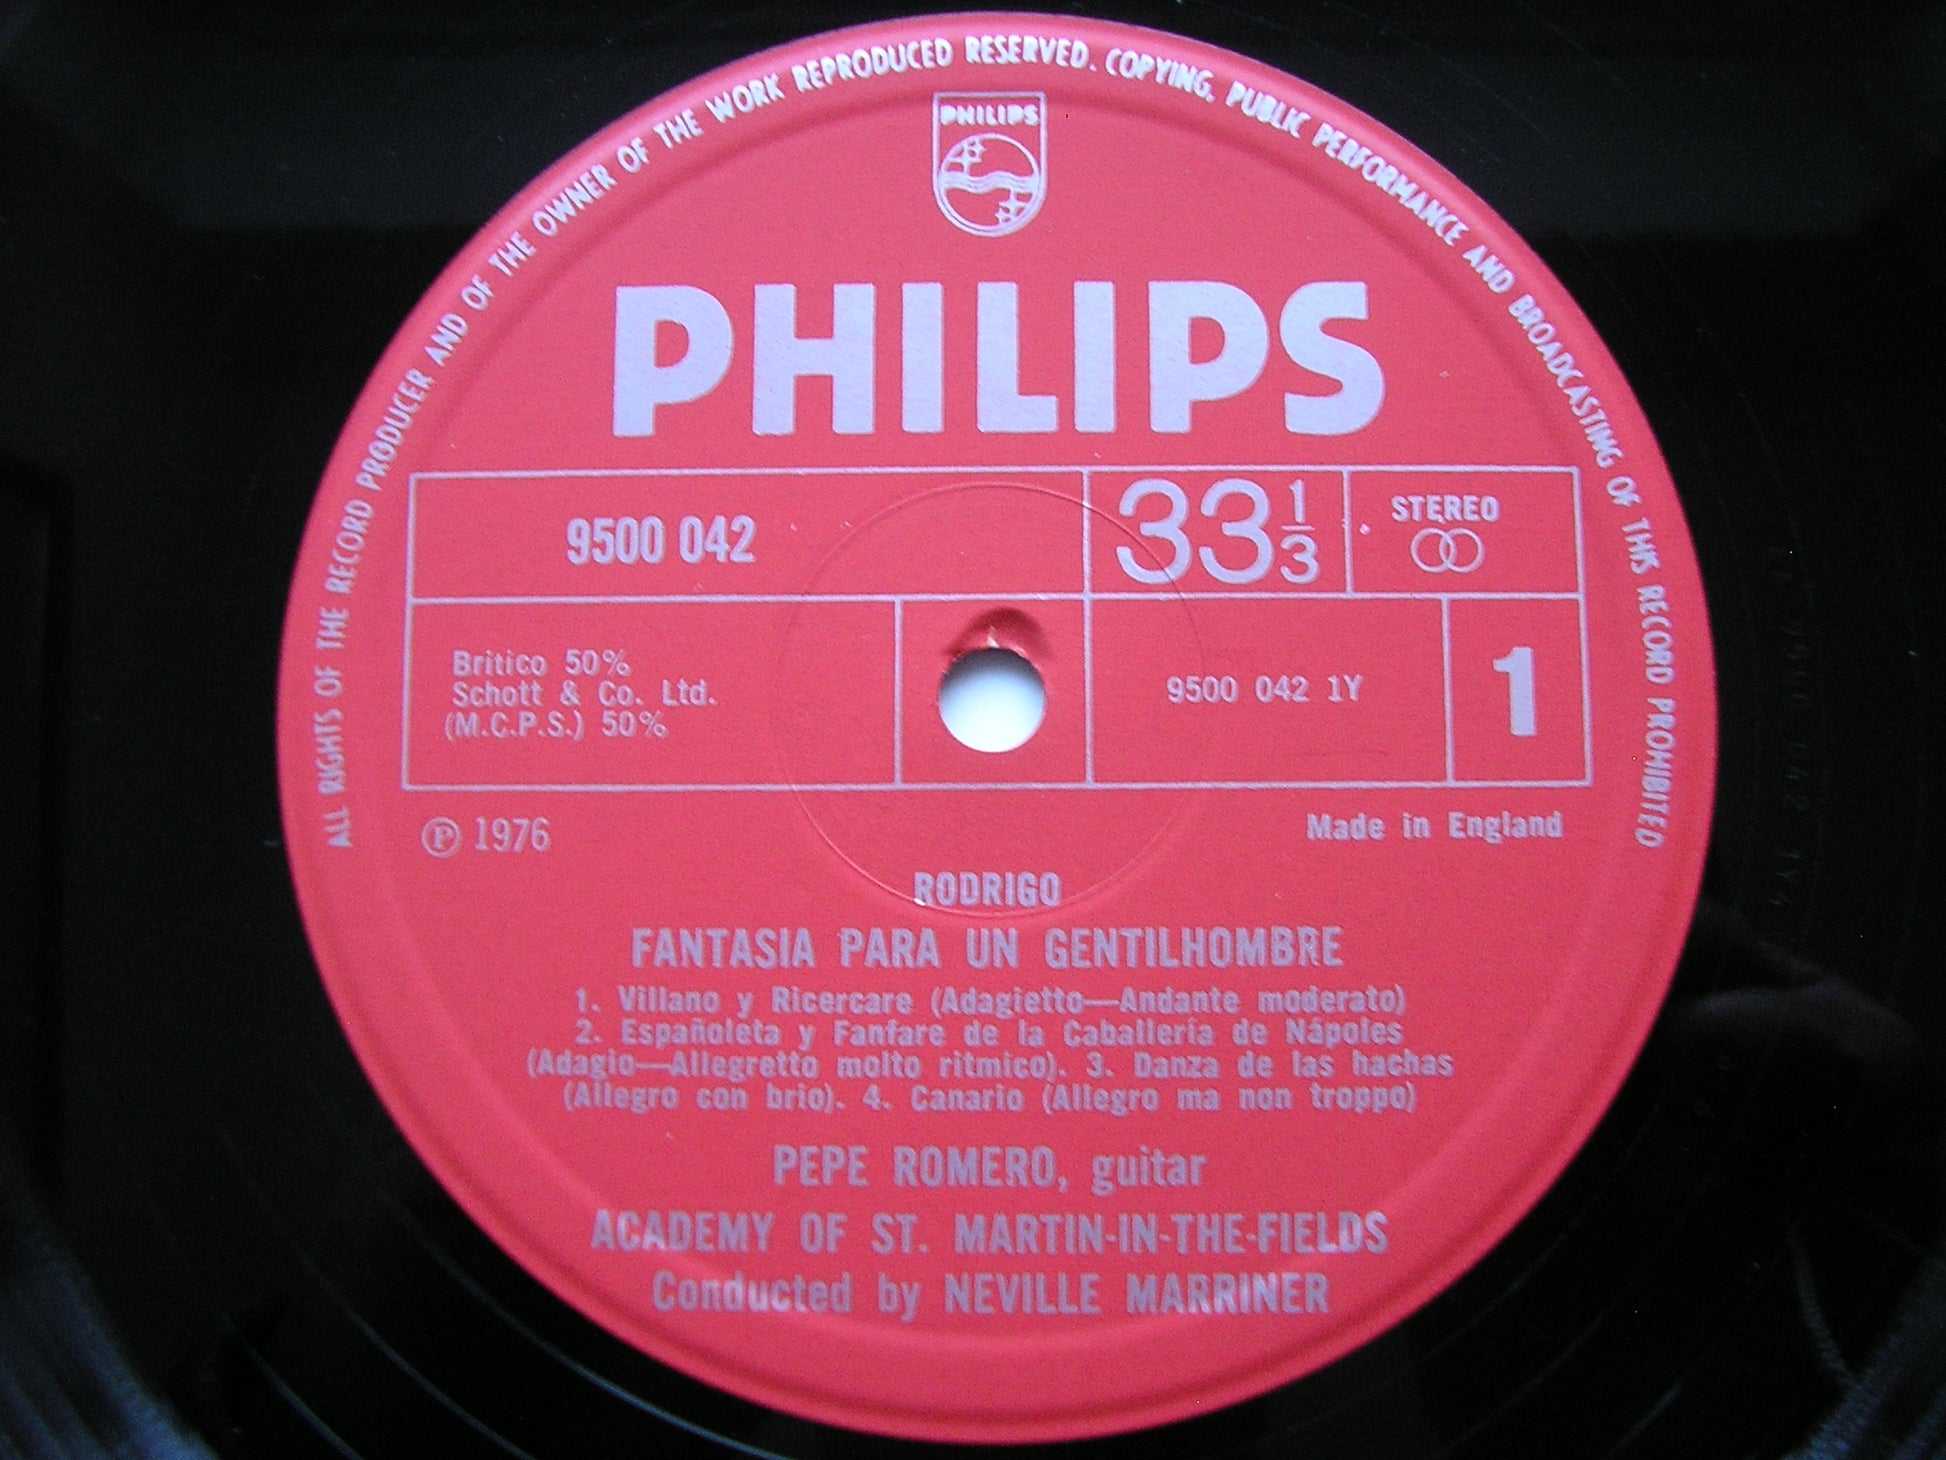 ALL RIGHTS OF THE RECORD PRODUCER AND OF THE OWNER OF THE WORK REPRODUCED RESERVED. COPYING, PUBLIC PERFORMANCE AND BROADCASTING OF THIS RECORD PROHIBITED
PHILIPS
PHILIPS
9500 042
33 1/3
STEREO
Britico 50%
Schott & Co. Ltd.
(M.C.P.S.) 50%
9500 042 1Y
1
℗ 1976
Made in England
RODRIGO
FANTASIA PARA UN GENTILHOMBRE
1. Villano y Ricercare (Adagietto—Andante moderato)
2. Españoleta y Fanfare de la Caballería de Nápoles
(Adagio—Allegretto molto ritmico). 3. Danza de las hachas
(Allegro con brio). 4. Canario (Allegro ma non troppo)
PEPE ROMERO, guitar
ACADEMY OF ST. MARTIN-IN-THE-FIELDS
Conducted by NEVILLE MARRINER